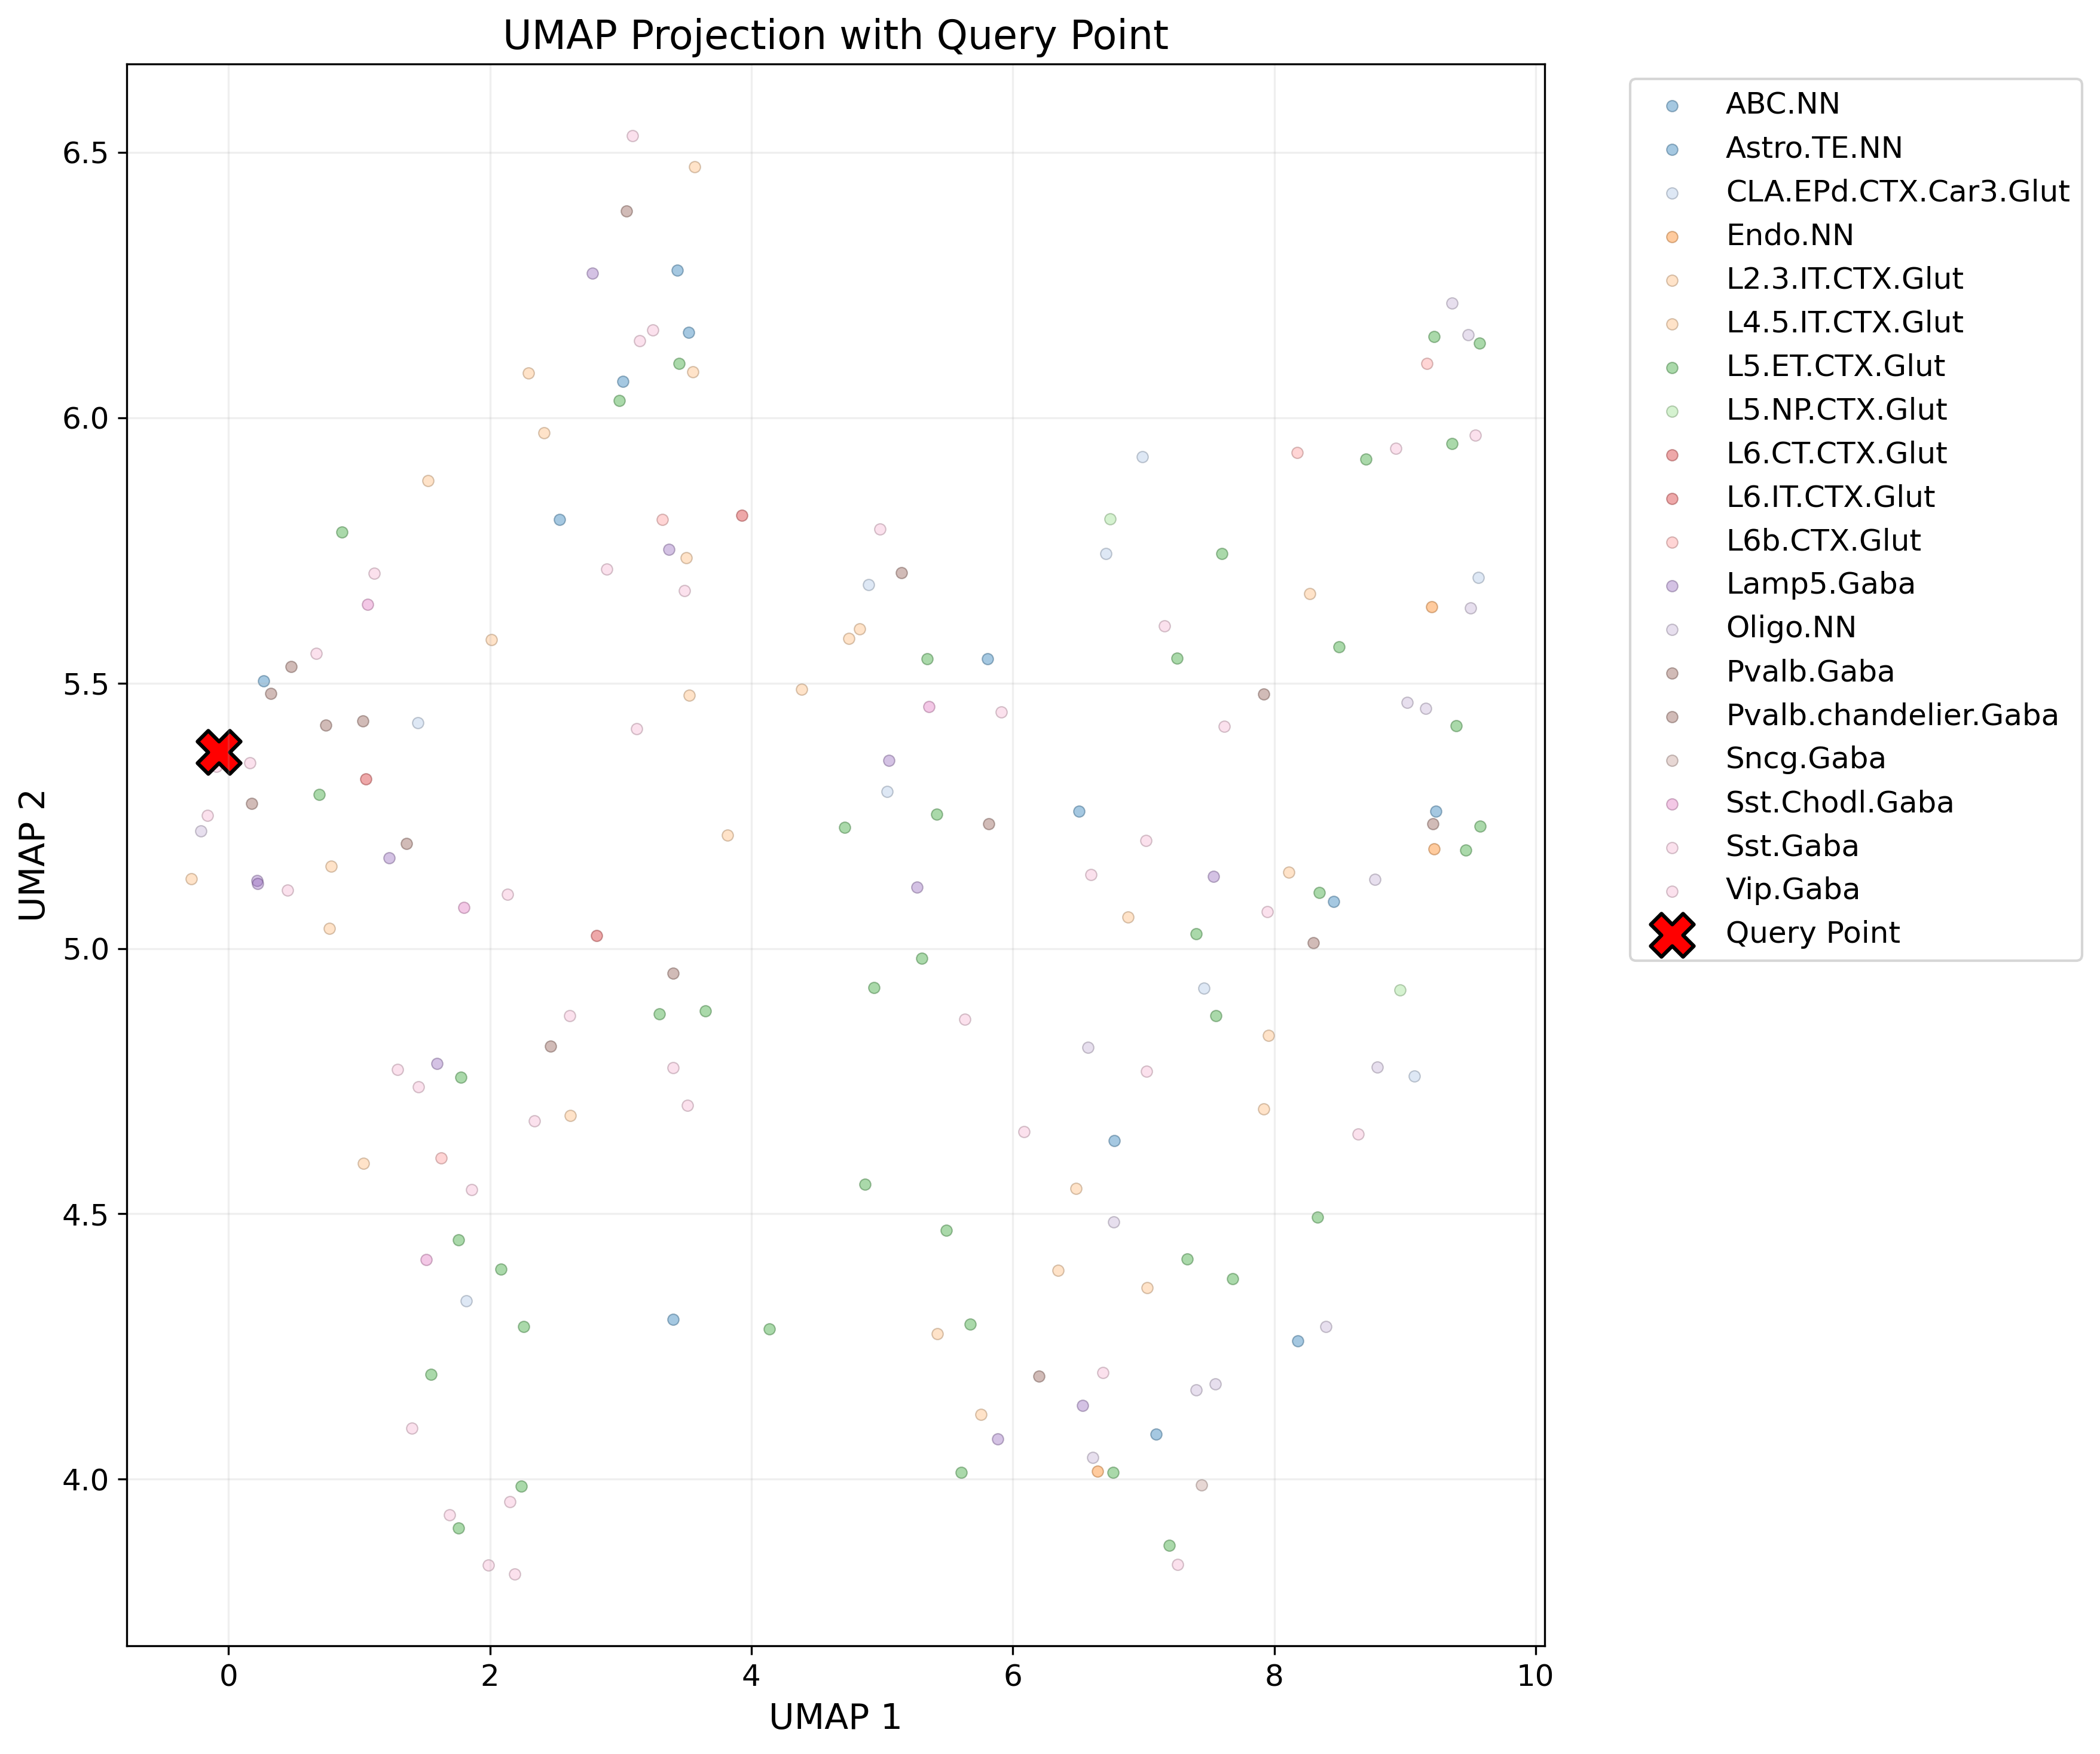 UMAP Projection with Query Point
6.5
6.0
5.5
5.0
4.5
4.0
UMAP 2
0
2
4
6
8
10
UMAP 1
ABC.NN
Astro.TE.NN
CLA.EPd.CTX.Car3.Glut
Endo.NN
L2.3.IT.CTX.Glut
L4.5.IT.CTX.Glut
L5.ET.CTX.Glut
L5.NP.CTX.Glut
L6.CT.CTX.Glut
L6.IT.CTX.Glut
L6b.CTX.Glut
Lamp5.Gaba
Oligo.NN
Pvalb.Gaba
Pvalb.chandelier.Gaba
Sncg.Gaba
Sst.Chodl.Gaba
Sst.Gaba
Vip.Gaba
Query Point